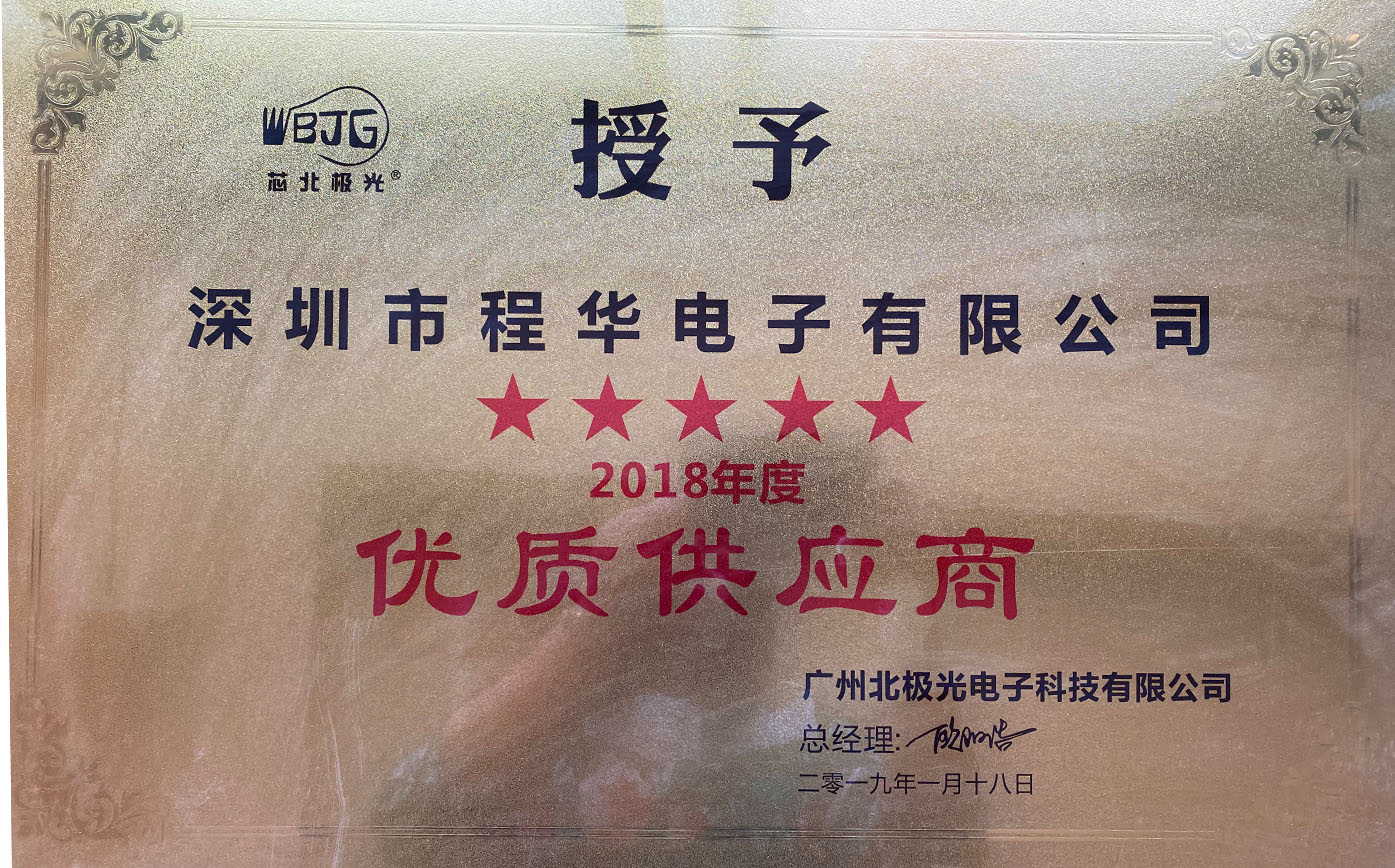 WBJG
芯北极光®
授予
深圳市程华电子有限公司
★★★★★
2018年度
优质供应商
广州北极光电子科技有限公司
总经理:
二零一九年一月十八日